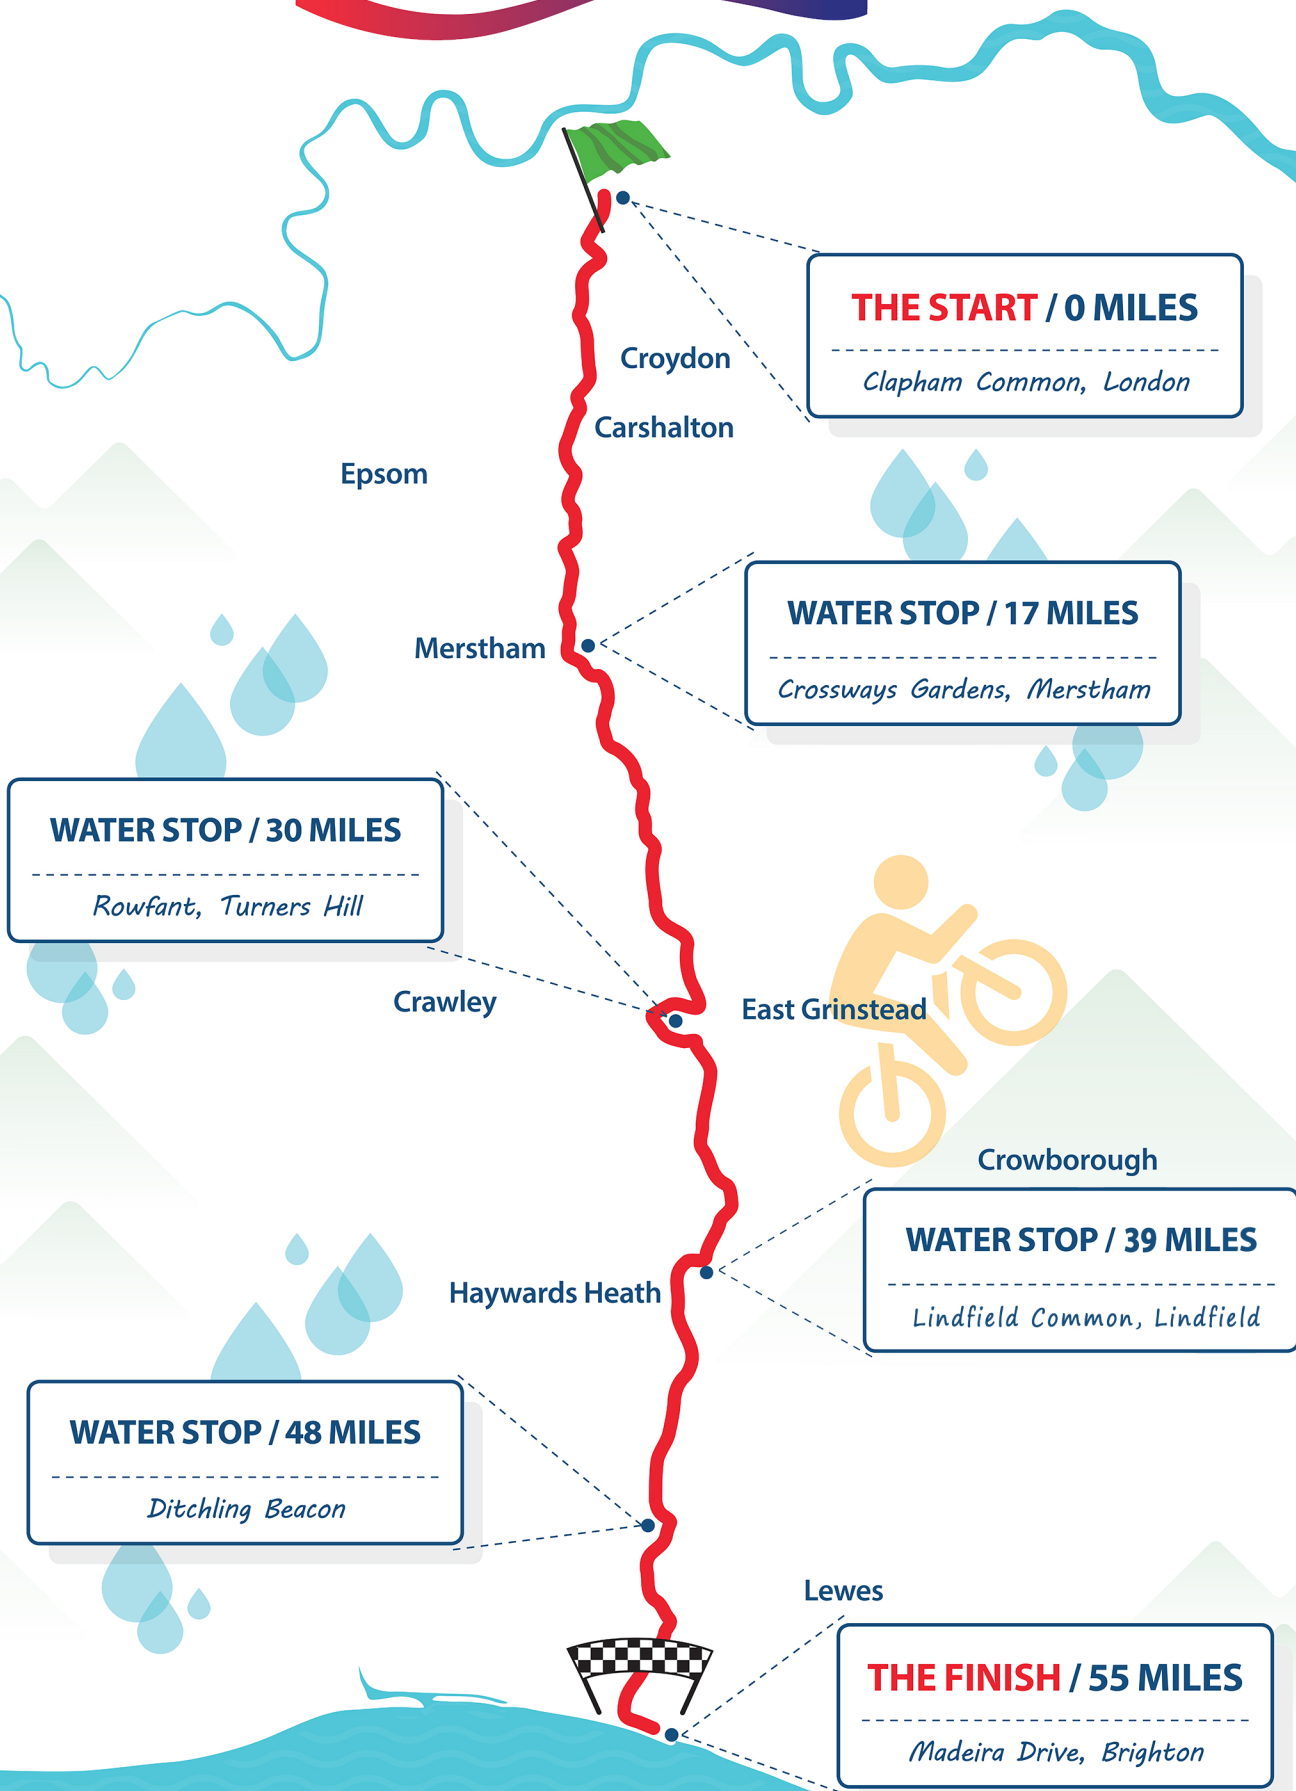 THE START / 0 MILES
Clapham Common, London
Croydon
Carshalton
Epsom
WATER STOP / 17 MILES
Crossways Gardens, Merstham
Merstham
WATER STOP / 30 MILES
Rowfant, Turners Hill
Crawley
East Grinstead
Crowborough
WATER STOP / 39 MILES
Lindfield Common, Lindfield
Haywards Heath
WATER STOP / 48 MILES
Ditchling Beacon
Lewes
THE FINISH / 55 MILES
Madeira Drive, Brighton